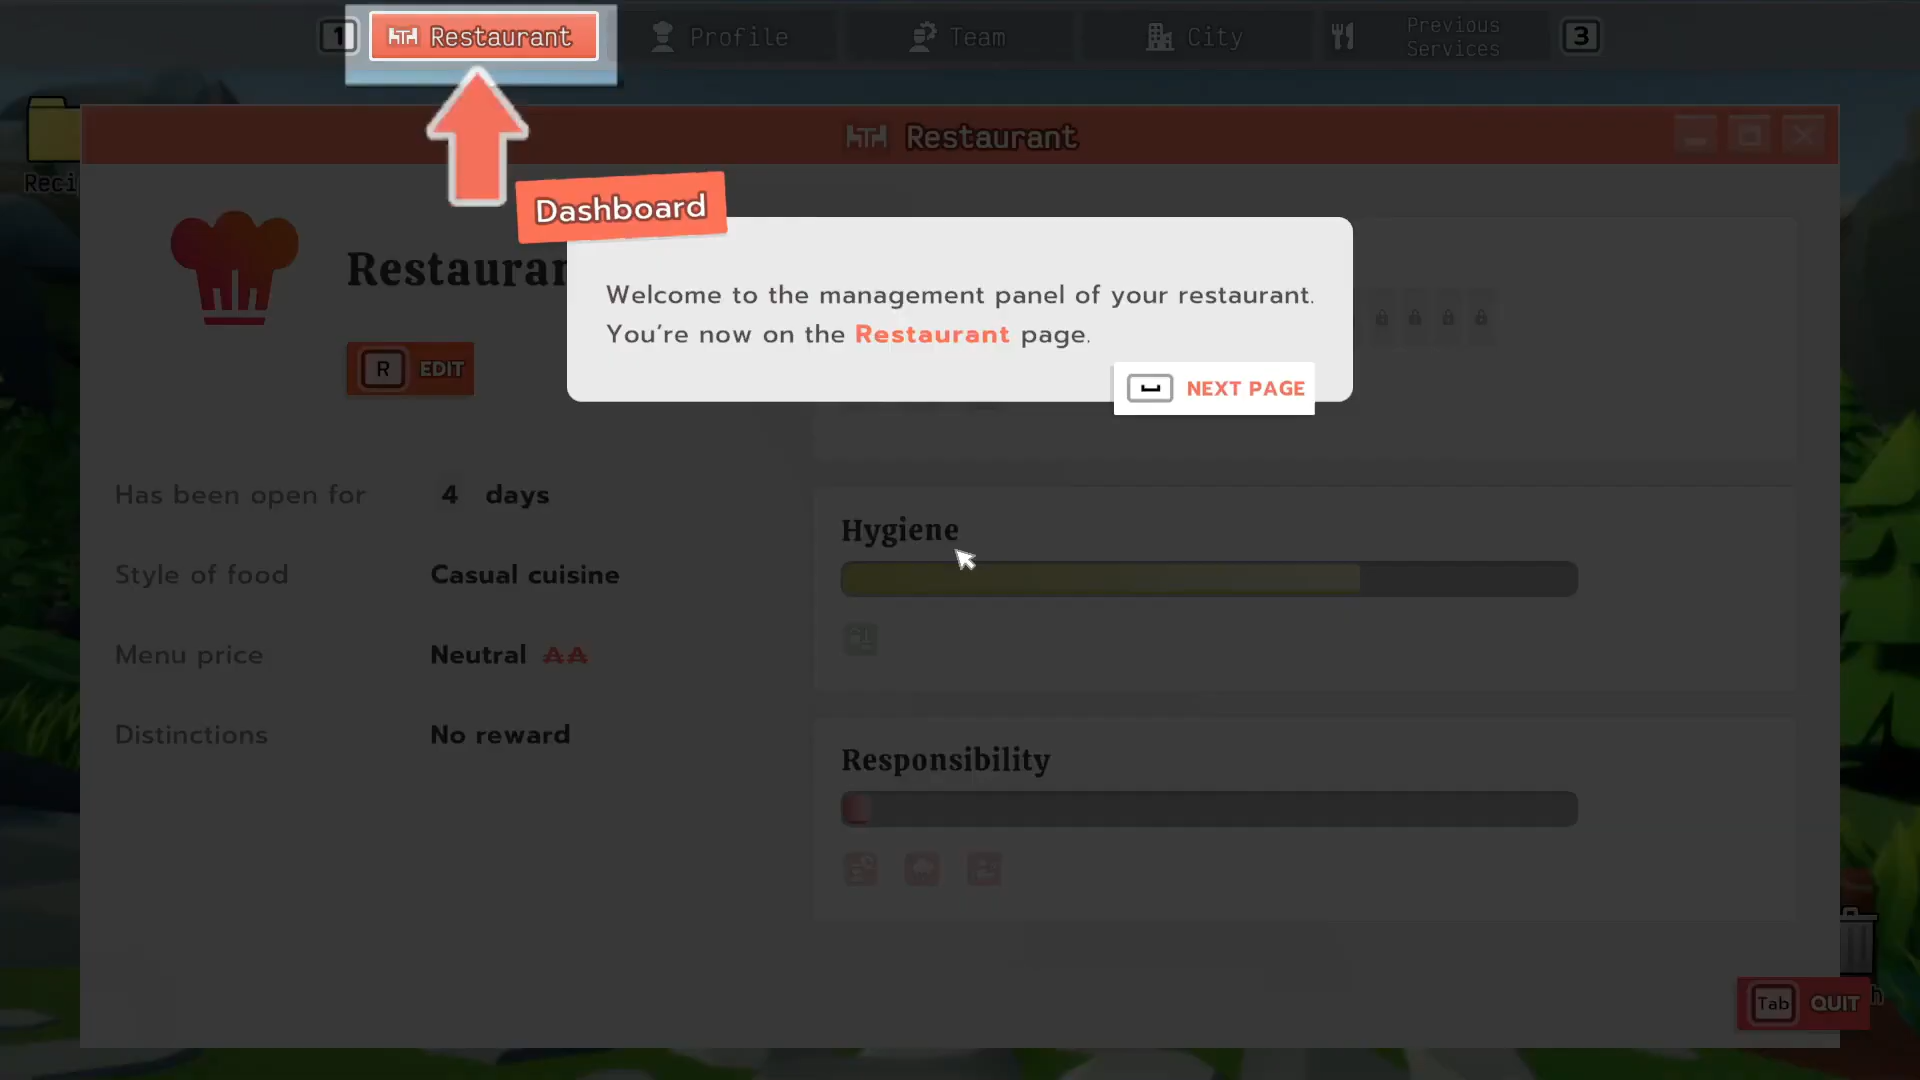 1
Restaurant
Profile
Team
City
Previous
Services
3
Restaurant
Dashboard
Welcome to the management panel of your restaurant.
You're now on the Restaurant page.
NEXT PAGE
R EDIT
Has been open for 4 days
Style of food Casual cuisine
Menu price Neutral
Distinctions No reward
Hygiene
Responsibility
Tab QUIT